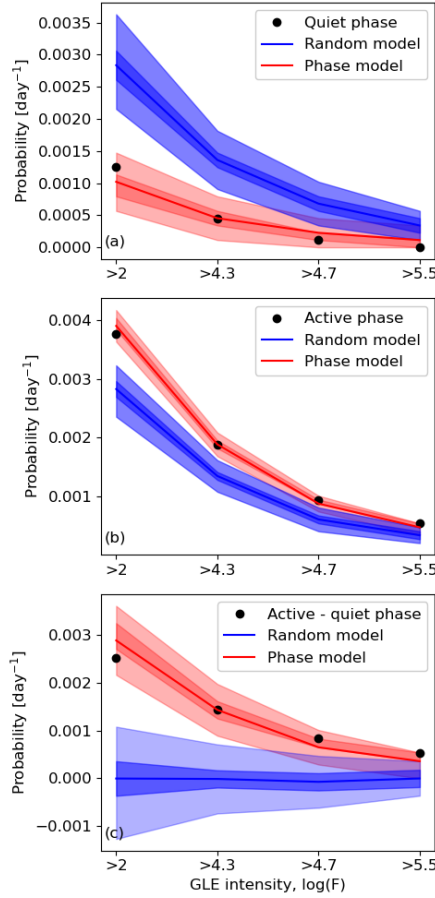 0.0035
0.0030
0.0025
0.0020
0.0015
0.0010
0.0005
0.0000
Probability [day⁻¹]
Quiet phase
Random model
Phase model
(a)
>2 >4.3 >4.7 >5.5
0.004
0.003
0.002
0.001
Probability [day⁻¹]
Active phase
Random model
Phase model
(b)
>2 >4.3 >4.7 >5.5
0.003
0.002
0.001
0.000
−0.001
Probability [day⁻¹]
Active - quiet phase
Random model
Phase model
(c)
>2 >4.3 >4.7 >5.5
GLE intensity, log(F)